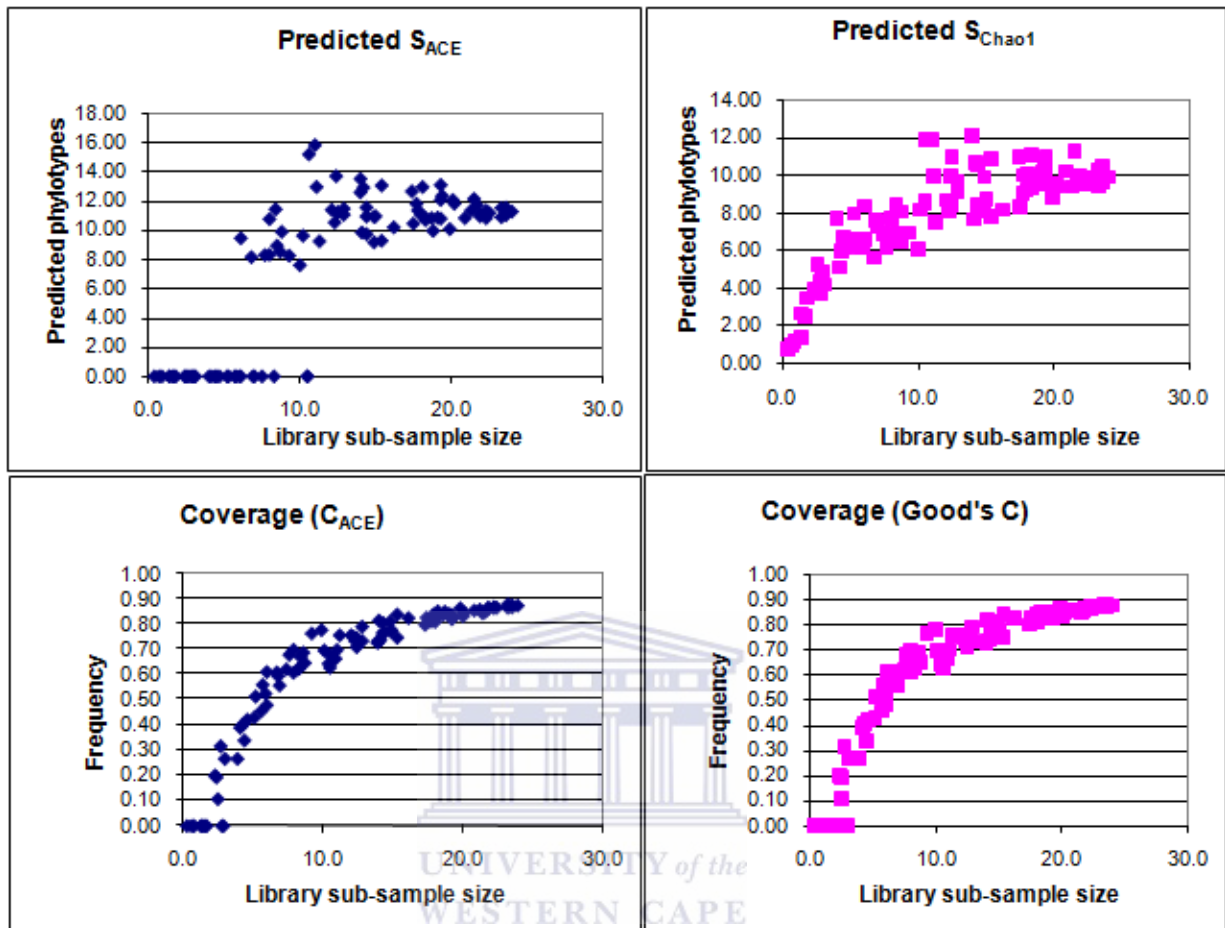 Predicted SACE
Predicted phylotypes
18.00
16.00
14.00
12.00
10.00
8.00
6.00
4.00
2.00
0.00
0.0 10.0 20.0 30.0
Library sub-sample size
Predicted SChao1
Predicted phylotypes
14.00
12.00
10.00
8.00
6.00
4.00
2.00
0.00
0.0 10.0 20.0 30.0
Library sub-sample size
Coverage (CACE)
Frequency
1.00
0.90
0.80
0.70
0.60
0.50
0.40
0.30
0.20
0.10
0.00
0.0 10.0 20.0 30.0
Library sub-sample size
Coverage (Good's C)
Frequency
1.00
0.90
0.80
0.70
0.60
0.50
0.40
0.30
0.20
0.10
0.00
0.0 10.0 20.0 30.0
Library sub-sample size
UNIVERSITY of the
WESTERN CAPE